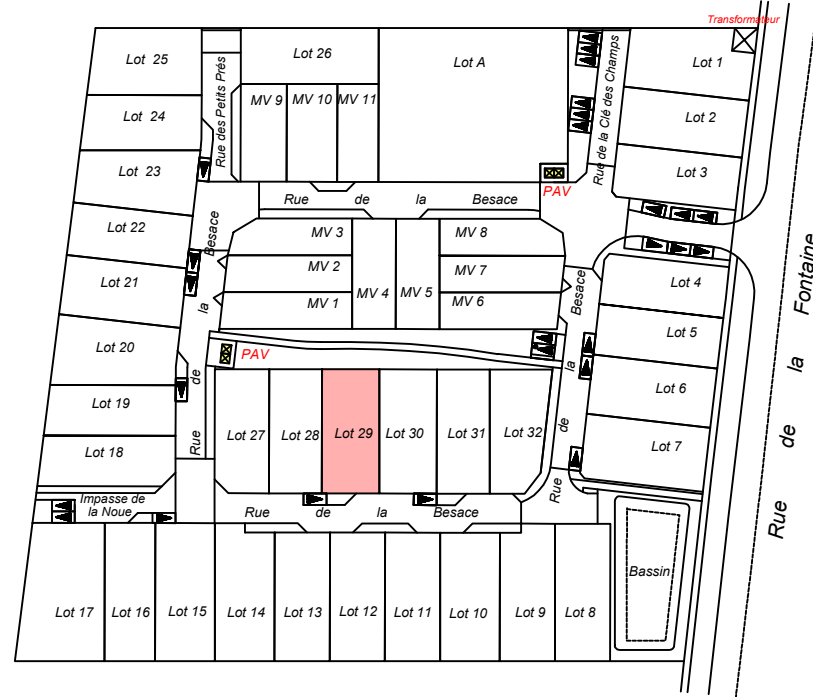 Transformateur
Lot 25
Lot 26
Lot A
Lot 1
Rue des Petits Prés
MV 9
MV 10
MV 11
Rue de la Clé des Champs
Lot 24
Lot 2
Lot 23
Lot 3
PAV
Rue de la Besace
Lot 22
MV 3
MV 8
MV 2
MV 7
MV 1
MV 4
MV 5
MV 6
Lot 21
Rue de la Besace
Lot 4
Lot 5
Lot 20
PAV
Rue de la Besace
Lot 6
Lot 19
Lot 18
Lot 27
Lot 28
Lot 29
Lot 30
Lot 31
Lot 32
Lot 7
Rue de la Fontaine
Impasse de
la Noue
Rue de la Besace
Bassin
Lot 17
Lot 16
Lot 15
Lot 14
Lot 13
Lot 12
Lot 11
Lot 10
Lot 9
Lot 8